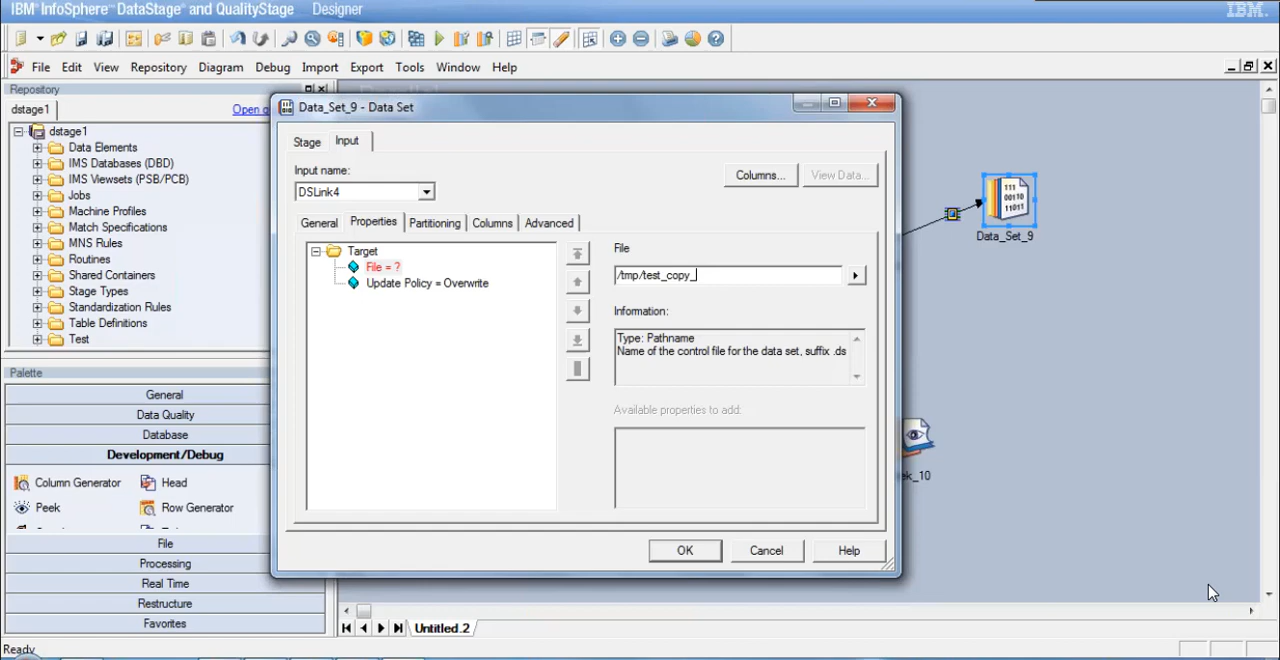 IBM® InfoSphere™ DataStage® and QualityStage Designer
IBM.
File Edit View Repository Diagram Debug Import Export Tools Window Help
Repository
dstage1
Open
dstage1
Data Elements
IMS Databases (DBD)
IMS Viewsets (PSB/PCB)
Jobs
Machine Profiles
Match Specifications
MNS Rules
Routines
Shared Containers
Stage Types
Standardization Rules
Table Definitions
Test
Palette
General
Data Quality
Database
Development/Debug
Column Generator
Head
Peek
Row Generator
File
Processing
Real Time
Restructure
Favorites
Ready
Data_Set_9 - Data Set
Stage Input
Input name:
DSLink4
Columns... View Data...
General Properties Partitioning Columns Advanced
Target
File = ?
Update Policy = Overwrite
File
/tmp/test_copy_
Information:
Type: Pathname
Name of the control file for the data set, suffix .ds
Available properties to add:
OK Cancel Help
111
00110
11011
Data_Set_9
ek_10
Untitled.2